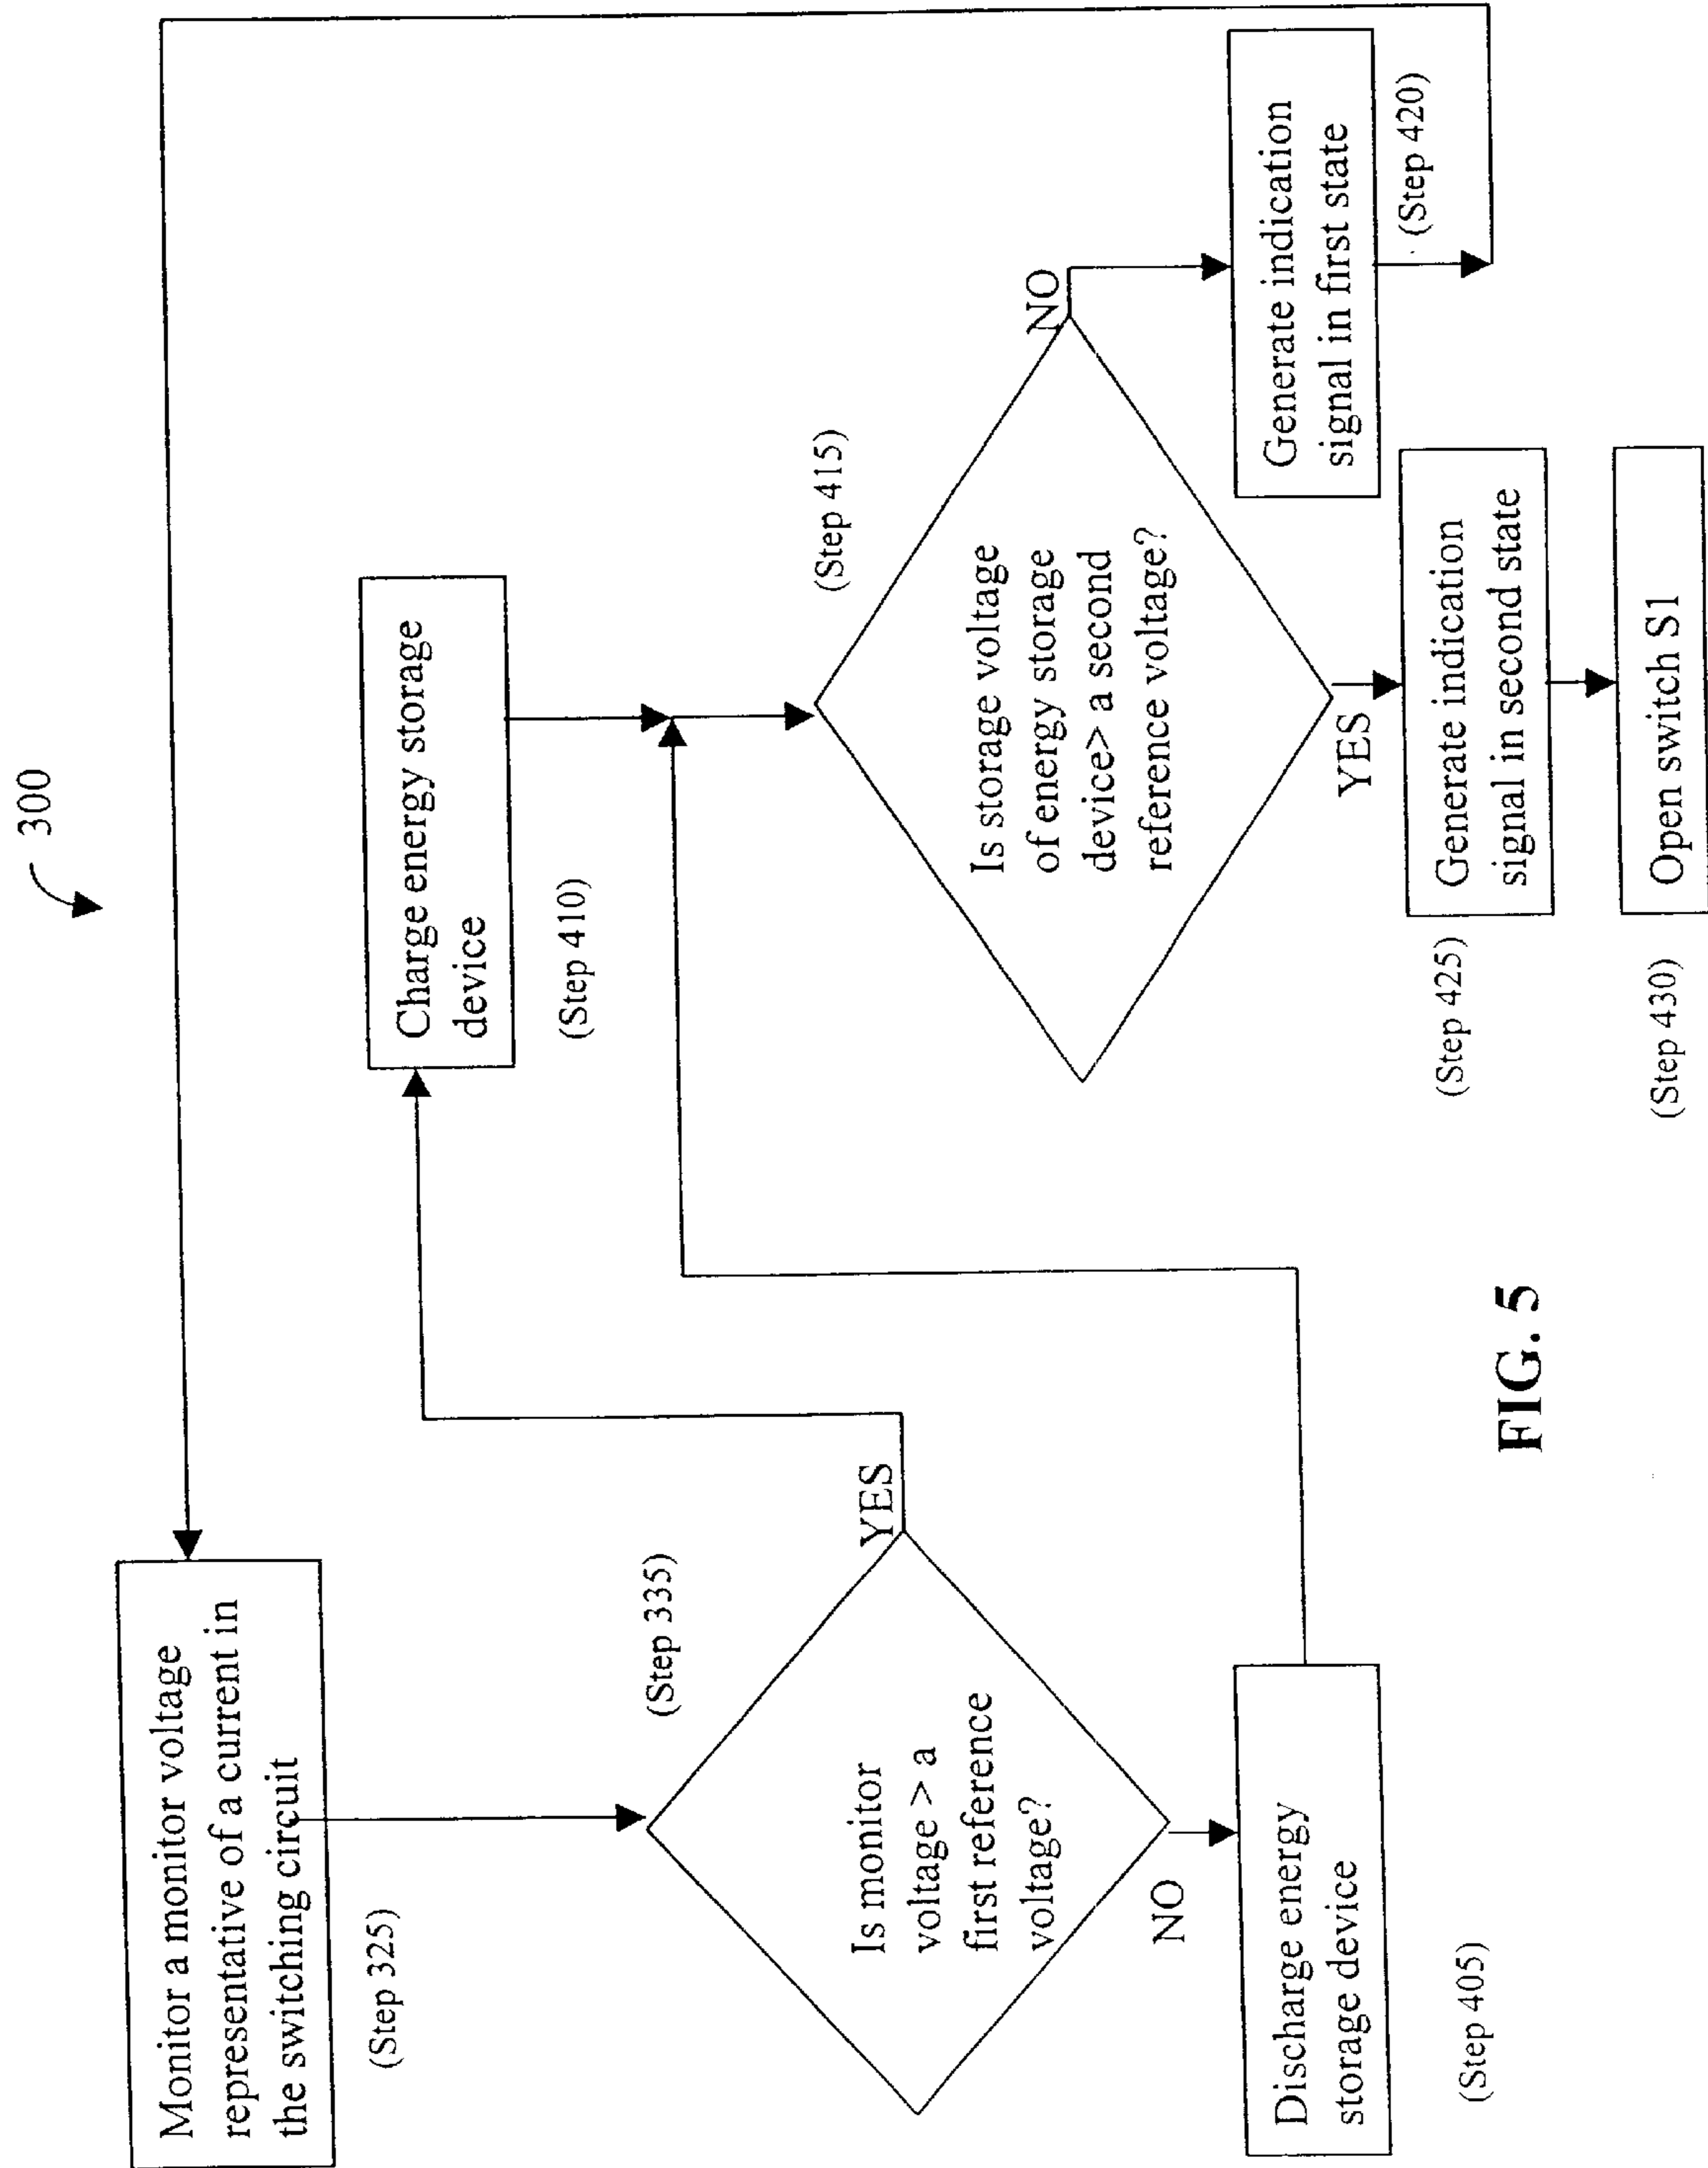 300
Monitor a monitor voltage
representative of a current in
the switching circuit
(Step 325)
(Step 335)
Is monitor
voltage > a
first reference
voltage?
YES
NO
Discharge energy
storage device
(Step 405)
Charge energy storage
device
(Step 410)
(Step 415)
Is storage voltage
of energy storage
device> a second
reference voltage?
NO
YES
Generate indication
signal in first state
(Step 420)
Generate indication
signal in second state
(Step 425)
Open switch S1
(Step 430)
FIG. 5